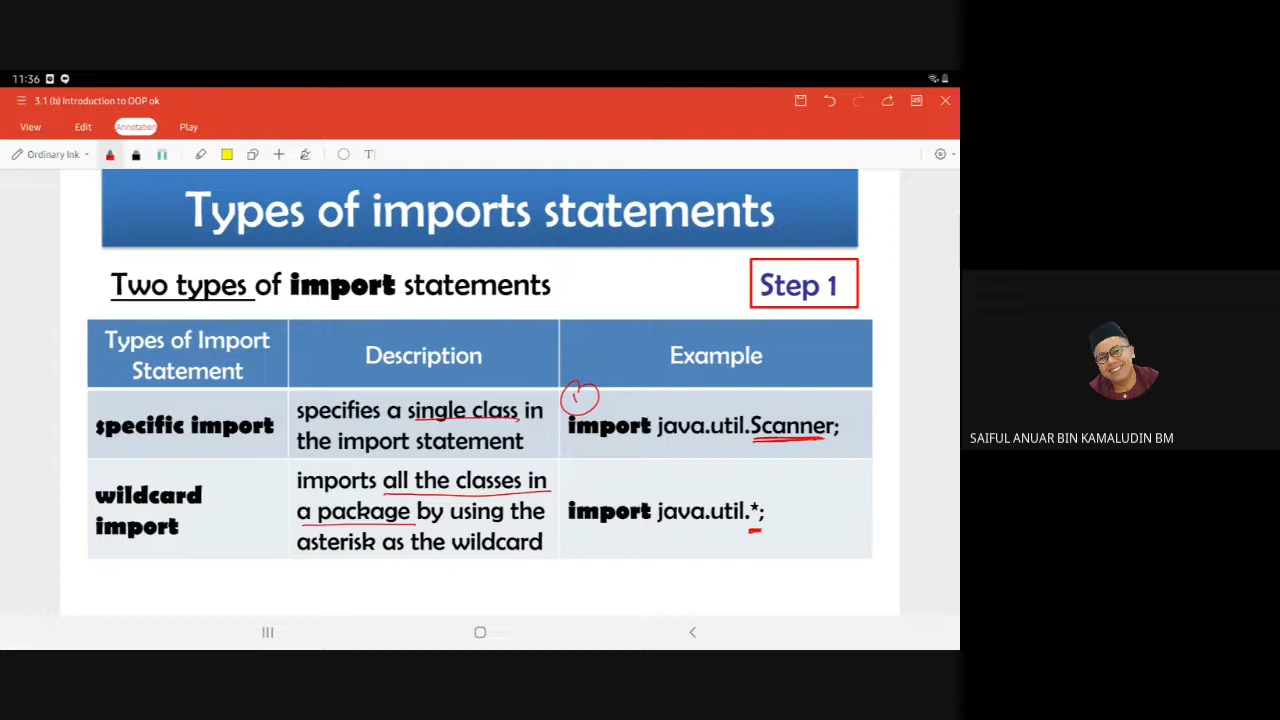 11:36
3.1 (b) Introduction to OOP ok
View Edit Annotation Play
Ordinary Ink
Types of imports statements
Two types of import statements
Step 1
Types of Import
Statement
Description
Example
specific import
specifies a single class in
the import statement
import java.util.Scanner;
wildcard
import
imports all the classes in
a package by using the
asterisk as the wildcard
import java.util.*;
SAIFUL ANUAR BIN KAMALUDIN BM